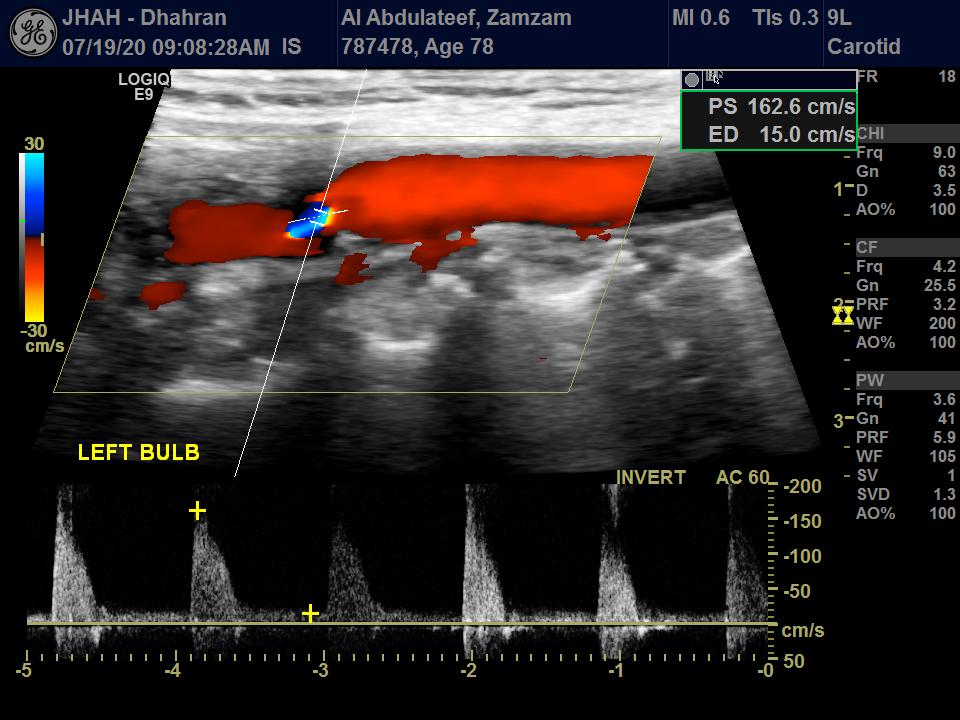 JHAH - Dhahran
07/19/20 09:08:28AM IS
Al Abdulateef, Zamzam
787478, Age 78
MI 0.6 TIs 0.3
9L
Carotid
LOGIQ
E9
PS 162.6 cm/s
ED 15.0 cm/s
FR 18
CHI
Frq 9.0
Gn 63
D 3.5
AO% 100
CF
Frq 4.2
Gn 25.5
PRF 3.2
WF 200
AO% 100
PW
Frq 3.6
Gn 41
PRF 5.9
WF 105
SV 1
SVD 1.3
AO% 100
30
-30
cm/s
1
2
3
LEFT BULB
INVERT AC 60
-200
-150
-100
-50
cm/s
50
-5 -4 -3 -2 -1 -0